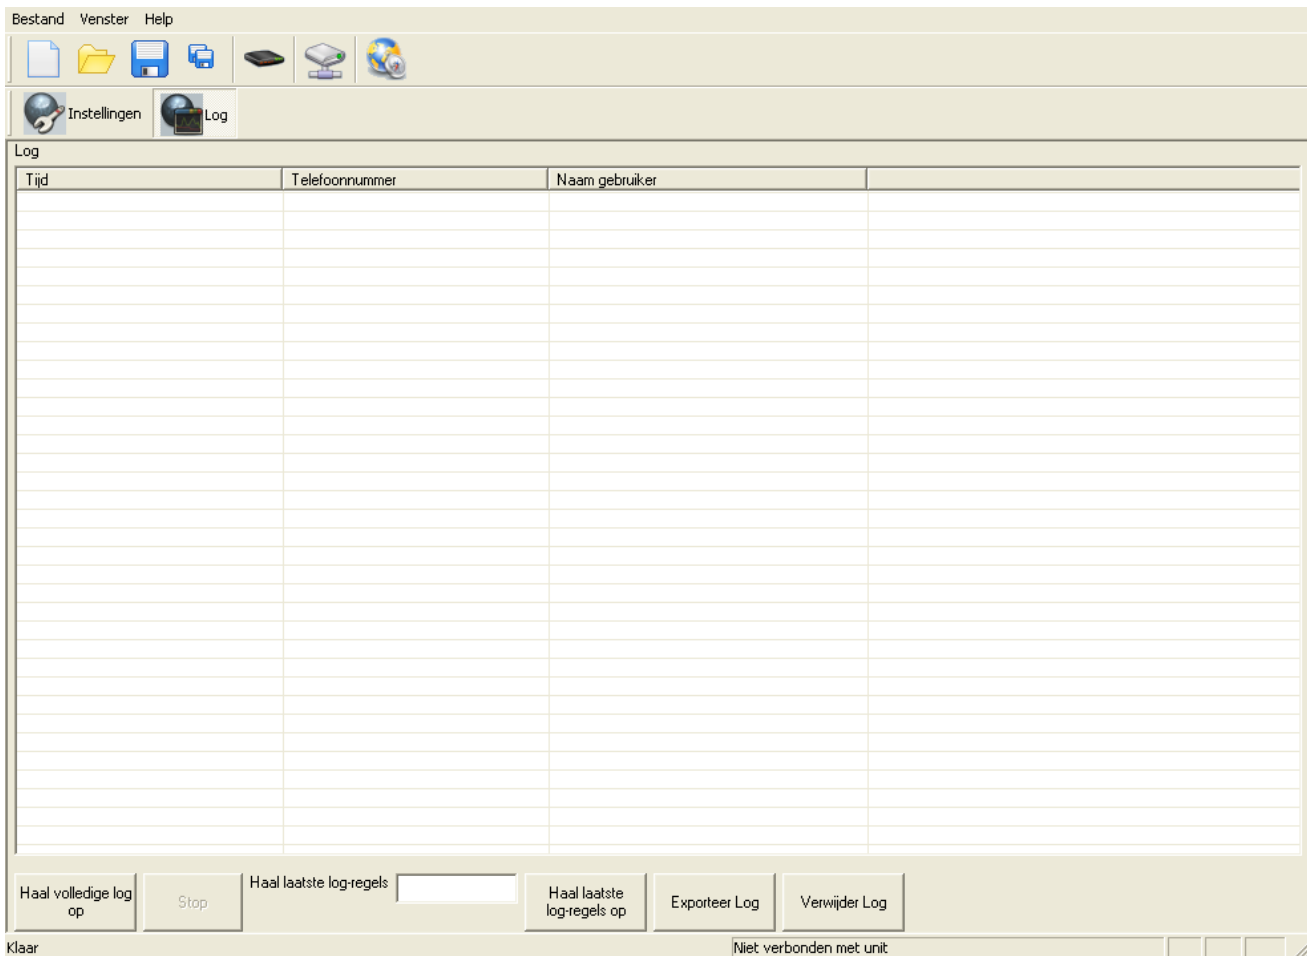 Bestand Venster Help
Instellingen Log
Log
Tijd Telefoonnummer Naam gebruiker
Haal volledige log
op
Stop
Haal laatste log-regels
Haal laatste
log-regels op
Exporteer Log
Verwijder Log
Klaar Niet verbonden met unit